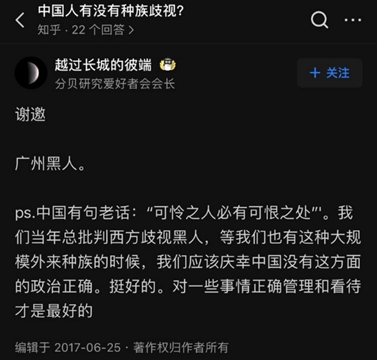 中国人有没有种族歧视?
知乎 · 22 个回答 >
越过长城的彼端
分贝研究爱好者会会长
+ 关注
谢邀
广州黑人。
ps.中国有句老话：“可怜之人必有可恨之处”'。我
们当年总批判西方歧视黑人，等我们也有这种大规
模外来种族的时候，我们应该庆幸中国没有这方面
的政治正确。挺好的。对一些事情正确管理和看待
才是最好的
编辑于 2017-06-25 · 著作权归作者所有